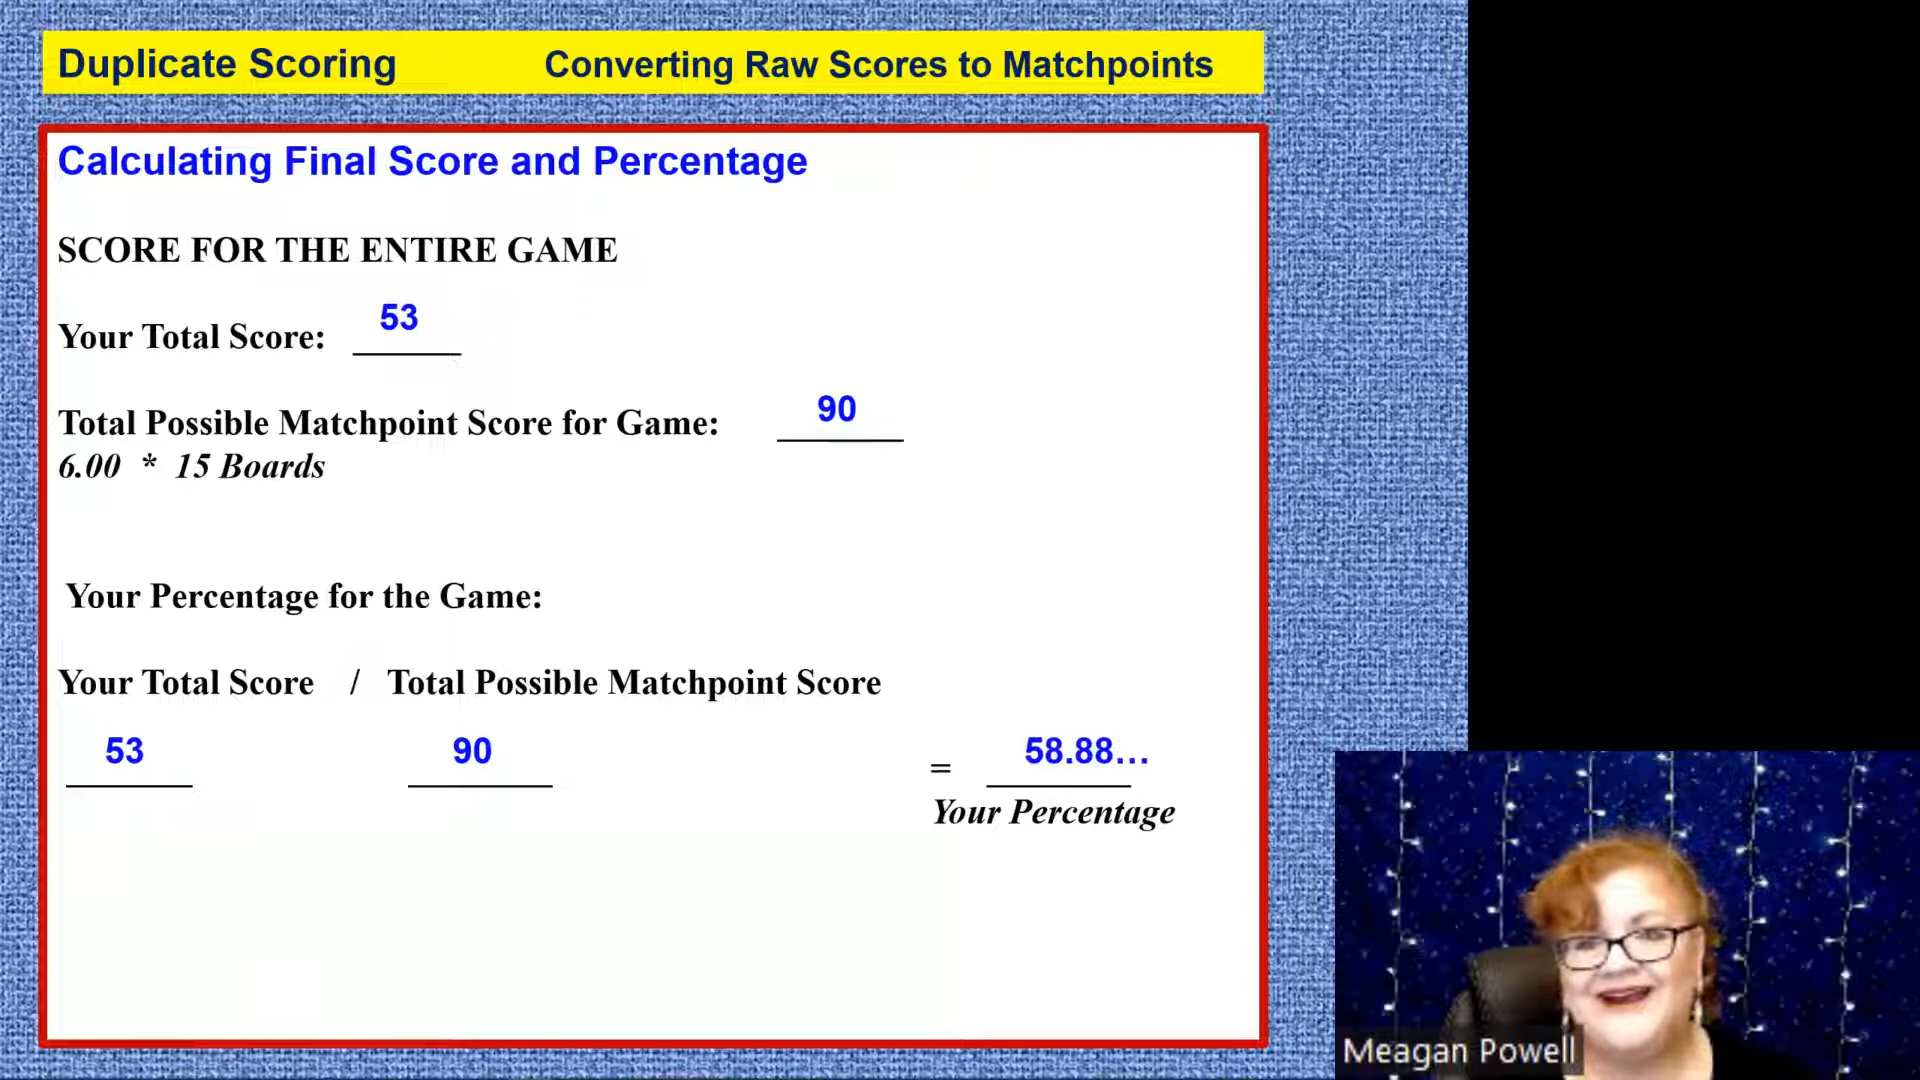 Duplicate Scoring Converting Raw Scores to Matchpoints
Calculating Final Score and Percentage
SCORE FOR THE ENTIRE GAME
Your Total Score: 53
Total Possible Matchpoint Score for Game: 90
6.00 * 15 Boards
Your Percentage for the Game:
Your Total Score / Total Possible Matchpoint Score
53 90 = 58.88...
Your Percentage
Meagan Powell